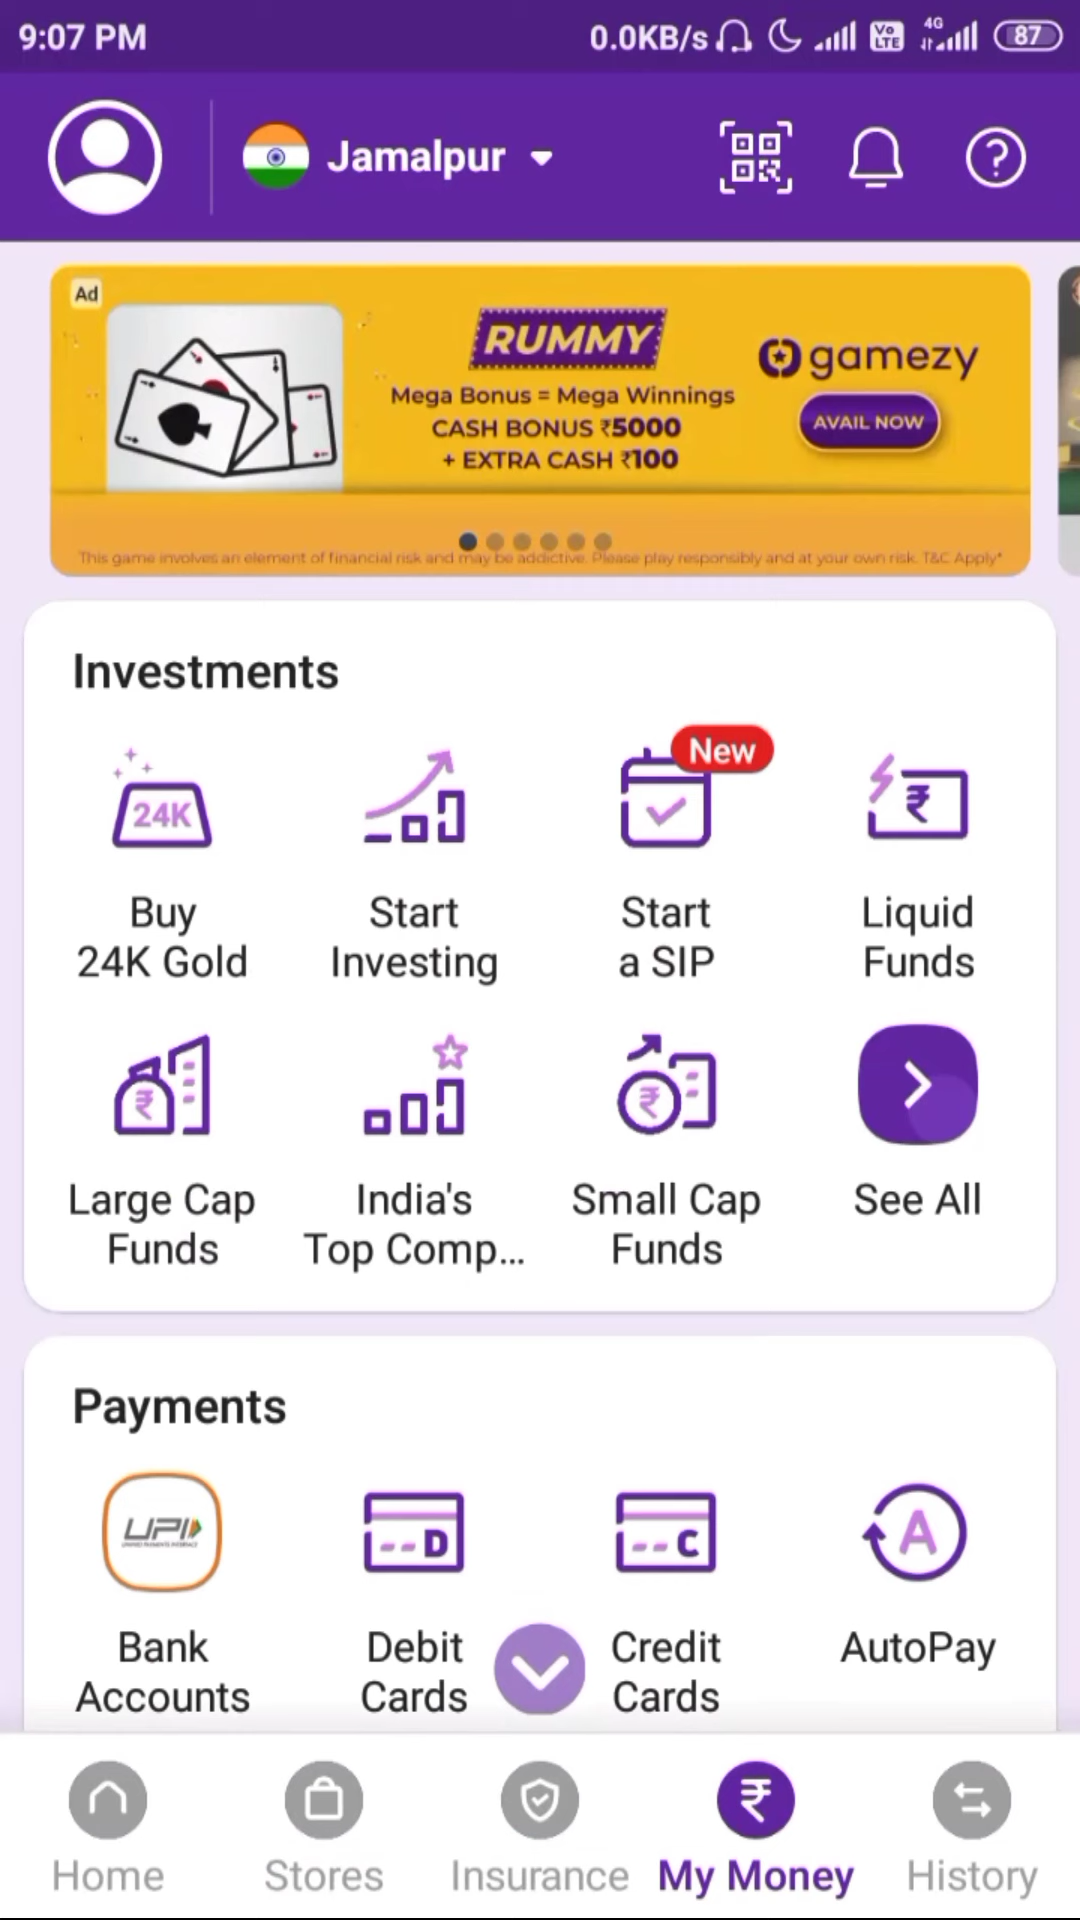 9:07 PM
0.0KB/s
Vo
LTE
4G
87
Jamalpur
Ad
RUMMY
Mega Bonus = Mega Winnings
CASH BONUS ₹5000
+ EXTRA CASH ₹100
gamezy
AVAIL NOW
This game involves an element of financial risk and may be addictive. Please play responsibly and at your own risk. T&C Apply*
Investments
24K
New
Buy
24K Gold
Start
Investing
Start
a SIP
Liquid
Funds
Large Cap
Funds
India's
Top Comp...
Small Cap
Funds
See All
Payments
UPI
D
C
A
Bank
Accounts
Debit
Cards
Credit
Cards
AutoPay
Home
Stores
Insurance
My Money
History